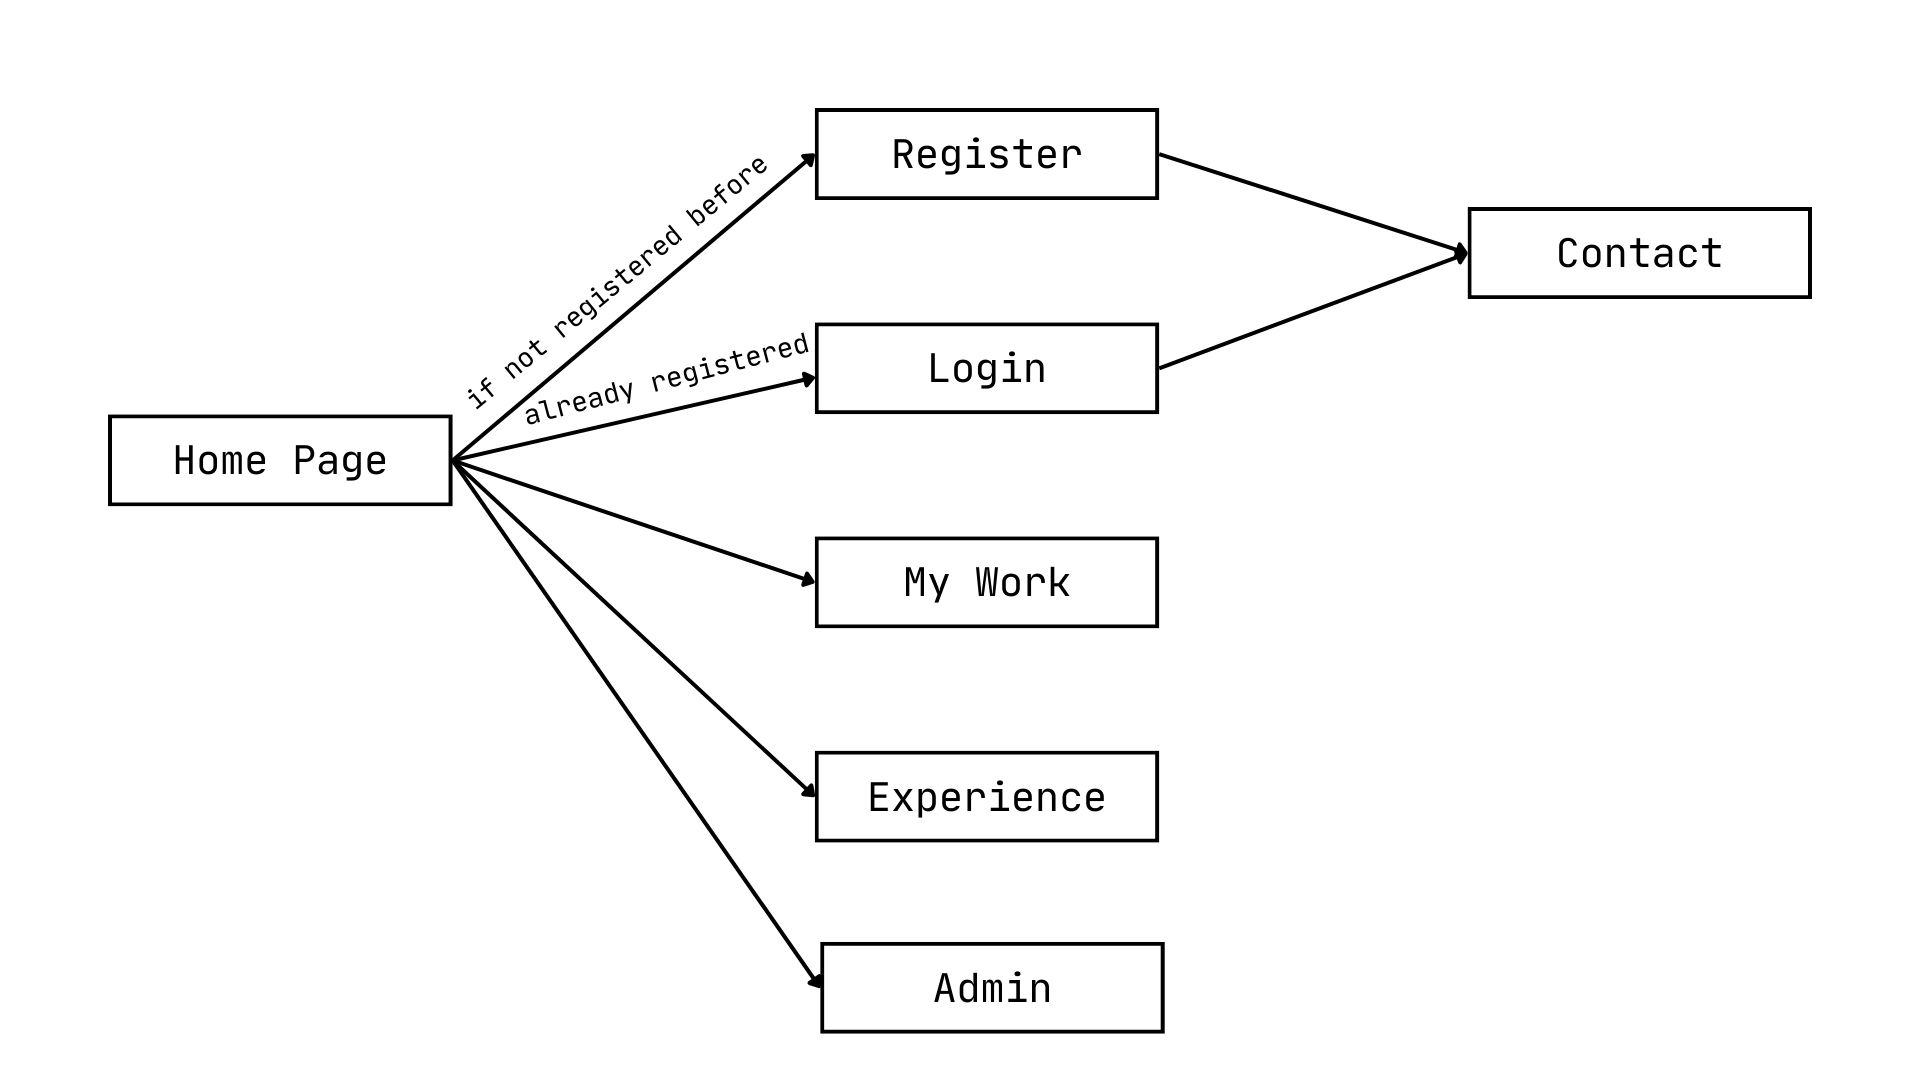 Register
if not registered before
Contact
already registered
Login
Home Page
My Work
Experience
Admin